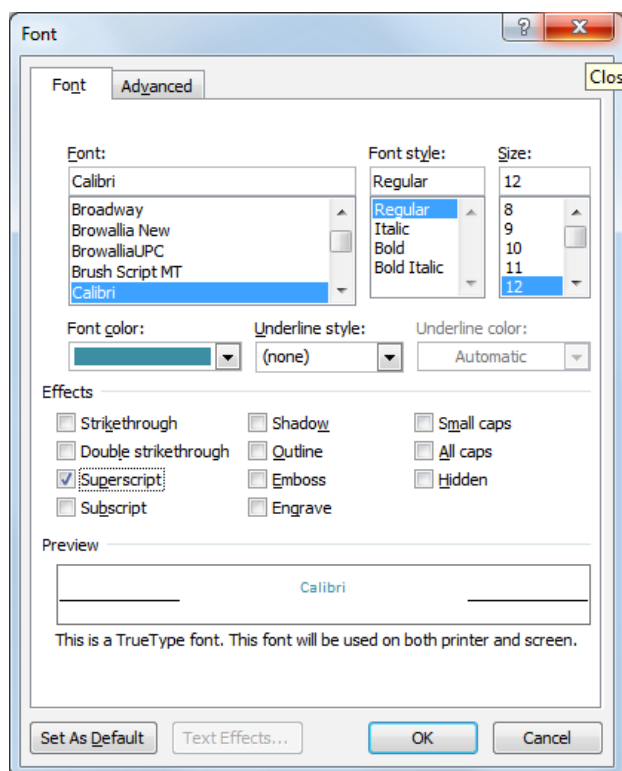 Font
?
X
Clos
Font Advanced
Font: Font style: Size:
Calibri Regular 12
Broadway Regular 8
Browallia New Italic 9
BrowalliaUPC Bold 10
Brush Script MT Bold Italic 11
Calibri 12
Font color: Underline style: Underline color:
(none) Automatic
Effects
Strikethrough Shadow Small caps
Double strikethrough Outline All caps
Superscript Emboss Hidden
Subscript Engrave
Preview
Calibri
This is a TrueType font. This font will be used on both printer and screen.
Set As Default Text Effects... OK Cancel